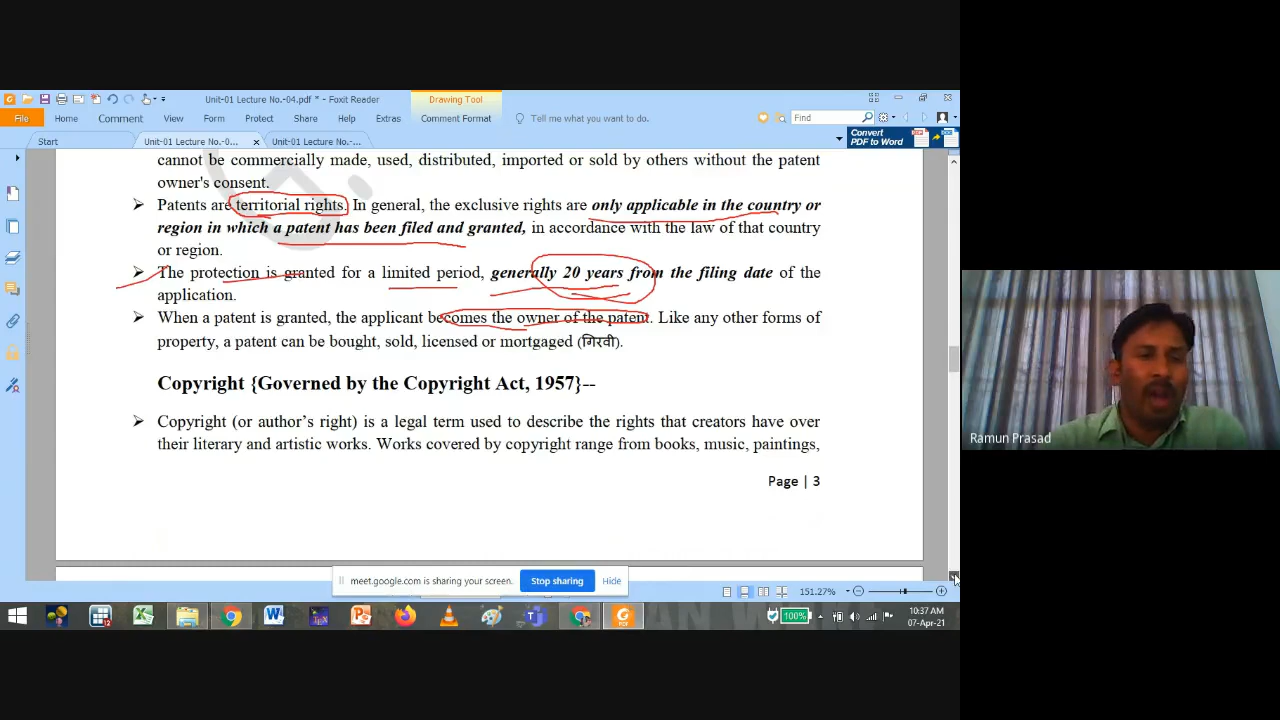 Unit-01 Lecture No.-04.pdf * - Foxit Reader
Drawing Tool
File Home Comment View Form Protect Share Help Extras Comment Format Tell me what you want to do. Find
Start Unit-01 Lecture No.-0... Unit-01 Lecture No.-...
Convert
PDF to Word
cannot be commercially made, used, distributed, imported or sold by others without the patent
owner's consent.
➢ Patents are territorial rights. In general, the exclusive rights are only applicable in the country or
region in which a patent has been filed and granted, in accordance with the law of that country
or region.
➢ The protection is granted for a limited period, generally 20 years from the filing date of the
application.
➢ When a patent is granted, the applicant becomes the owner of the patent. Like any other forms of
property, a patent can be bought, sold, licensed or mortgaged (गिरवी).
Copyright {Governed by the Copyright Act, 1957}--
➢ Copyright (or author’s right) is a legal term used to describe the rights that creators have over
their literary and artistic works. Works covered by copyright range from books, music, paintings,
Page | 3
meet.google.com is sharing your screen. Stop sharing Hide
151.27%
100%
10:37 AM
07-Apr-21
Ramun Prasad